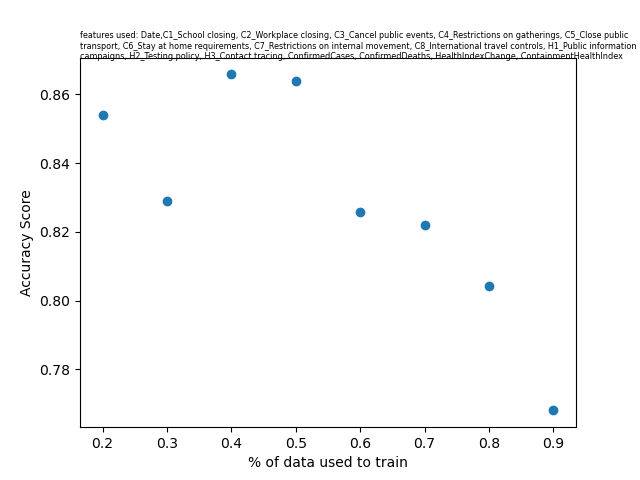 features used: Date,C1_School closing, C2_Workplace closing, C3_Cancel public events, C4_Restrictions on gatherings, C5_Close public
transport, C6_Stay at home requirements, C7_Restrictions on internal movement, C8_International travel controls, H1_Public information
campaigns, H2_Testing policy, H3_Contact tracing, ConfirmedCases, ConfirmedDeaths, HealthIndexChange, ContainmentHealthIndex
0.86
0.84
0.82
0.80
0.78
Accuracy Score
0.2 0.3 0.4 0.5 0.6 0.7 0.8 0.9
% of data used to train